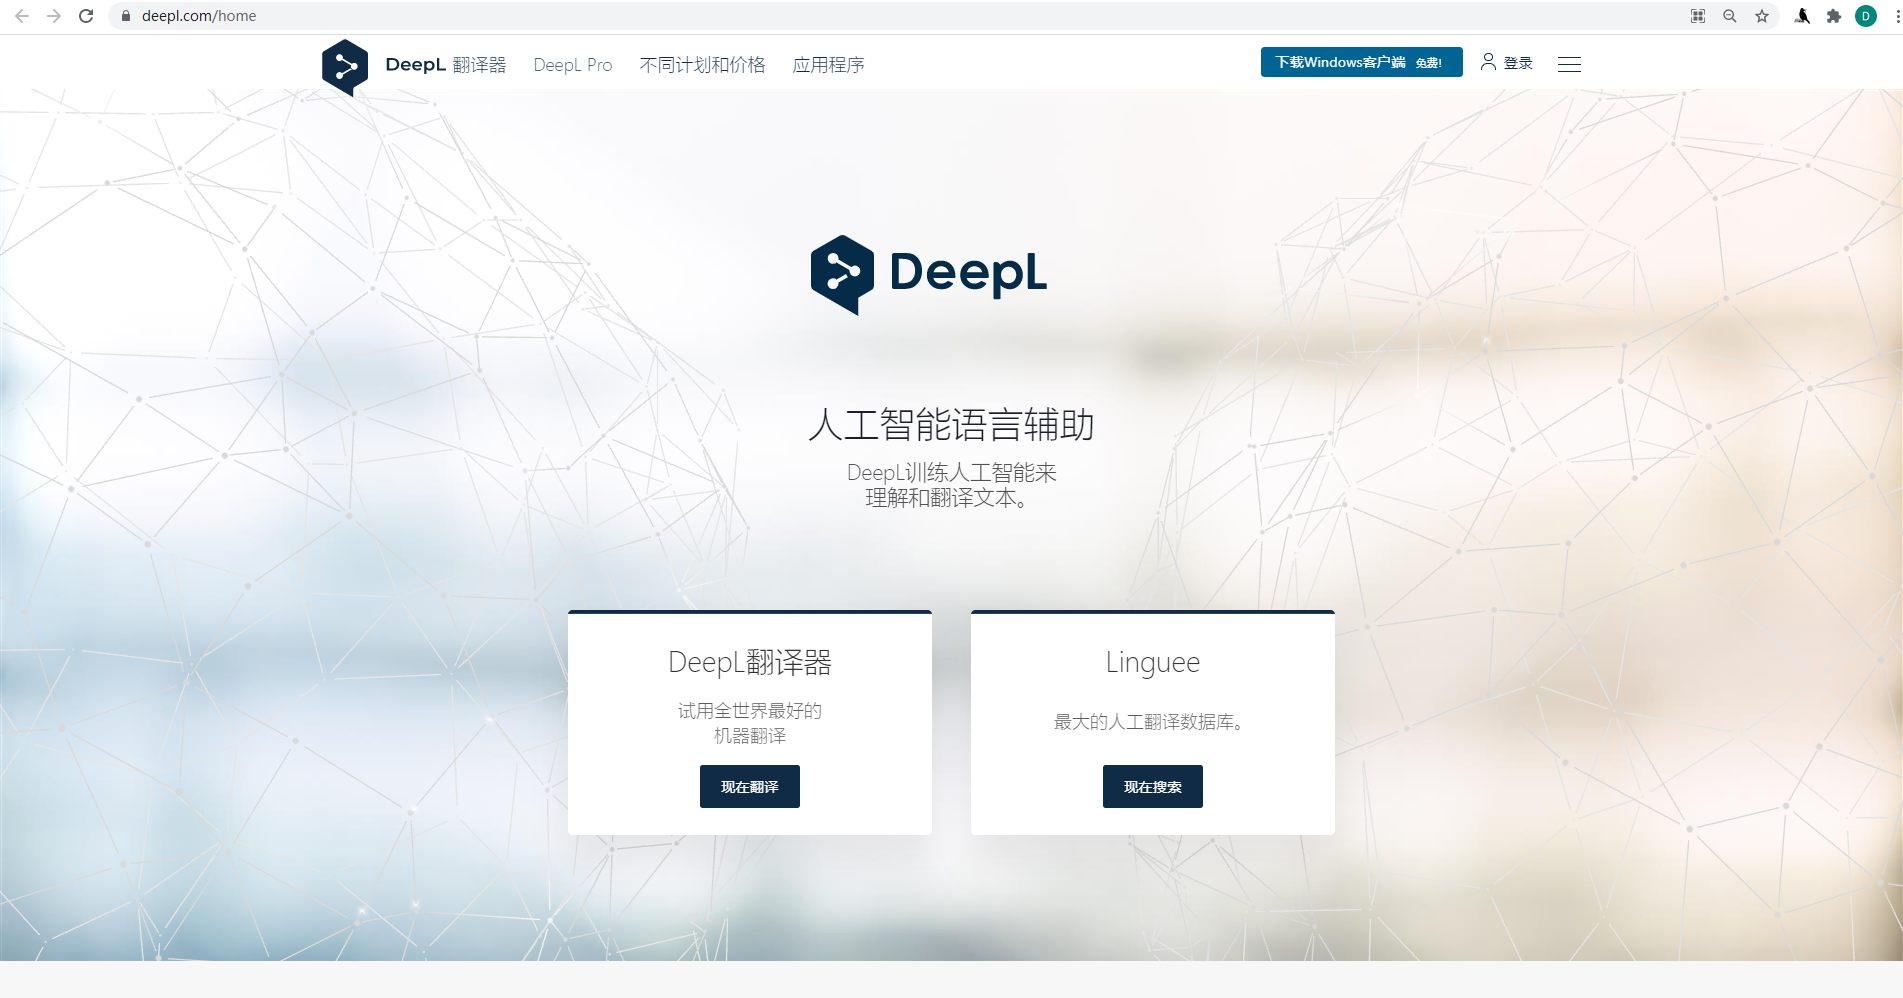 deepl.com/home
D
DeepL 翻译器 DeepL Pro 不同计划和价格 应用程序
下载Windows客户端 免费!
登录
DeepL
人工智能语言辅助
DeepL训练人工智能来
理解和翻译文本。
DeepL翻译器
试用全世界最好的
机器翻译
现在翻译
Linguee
最大的人工翻译数据库。
现在搜索